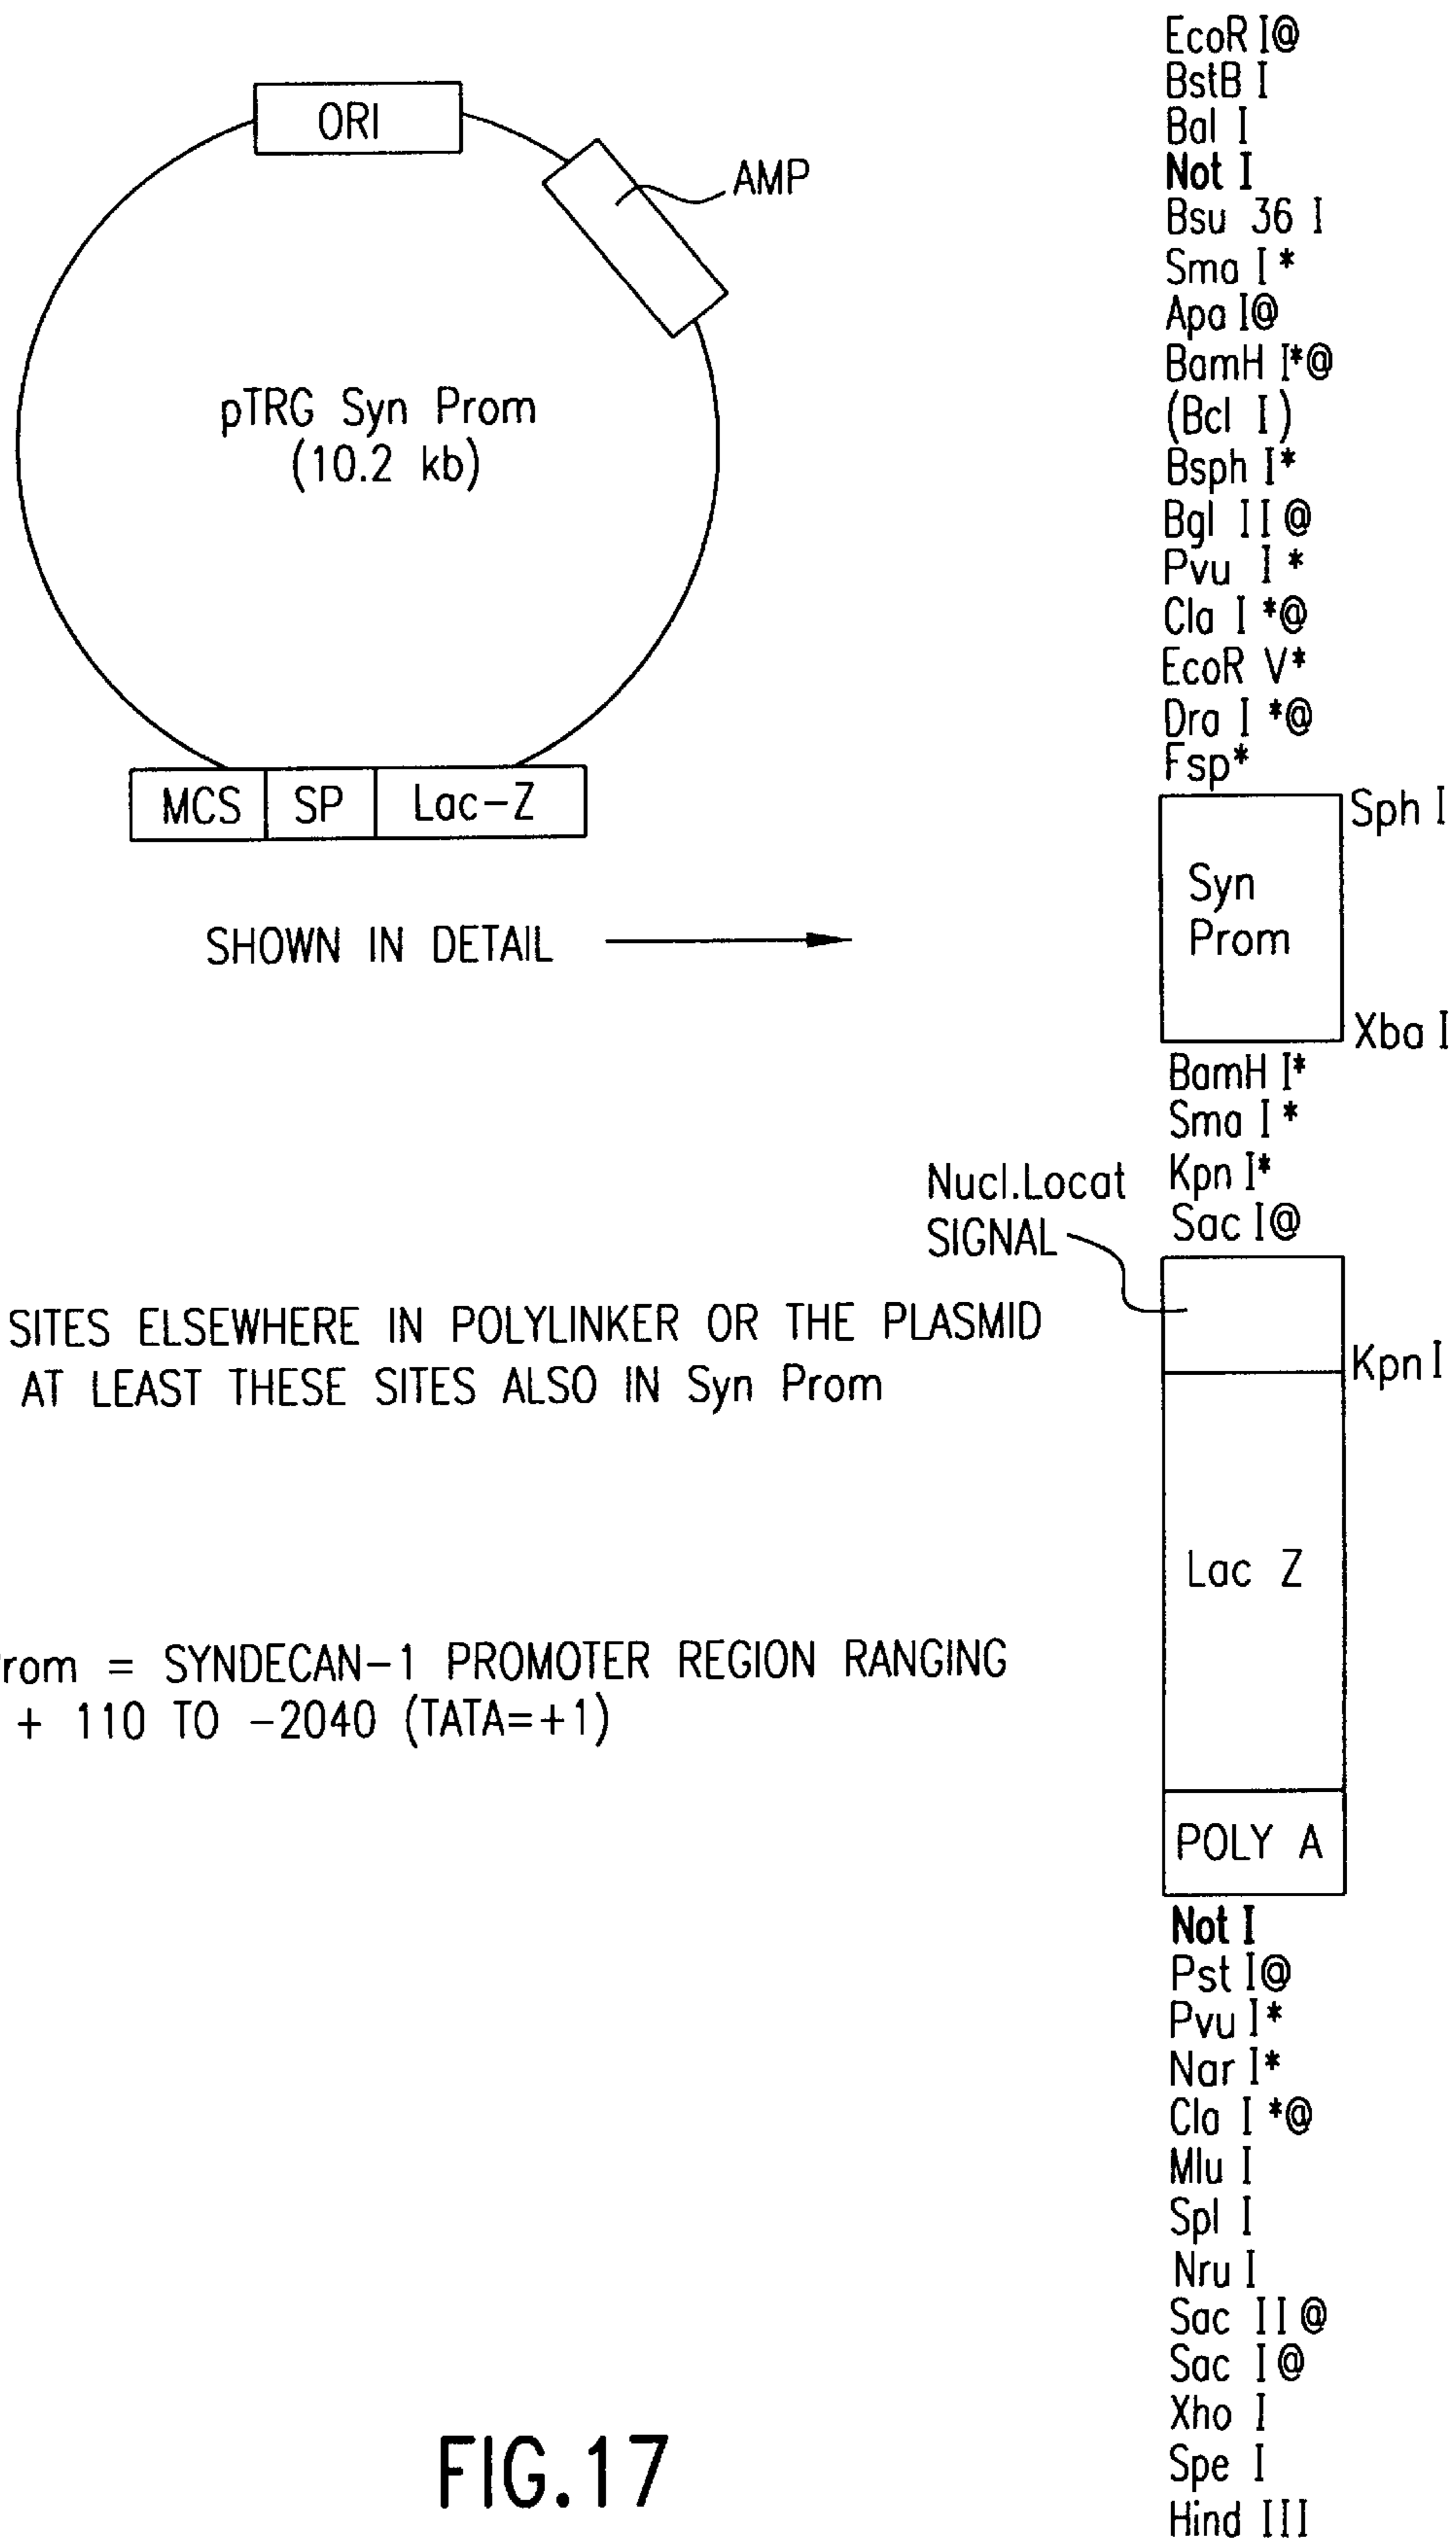 ORI
AMP
pTRG Syn Prom
(10.2 kb)
MCS SP Lac-Z
SHOWN IN DETAIL
EcoR I@
BstB I
Bal I
Not I
Bsu 36 I
Sma I*
Apa I@
BamH I*@
(Bcl I)
Bsph I*
Bgl II@
Pvu I*
Cla I*@
EcoR V*
Dra I*@
Fsp*
Sph I
Syn
Prom
Xba I
BamH I*
Sma I*
Kpn I*
Sac I@
Nucl.Locat
SIGNAL
Kpn I
Lac Z
POLY A
Not I
Pst I@
Pvu I*
Nar I*
Cla I*@
Mlu I
Spl I
Nru I
Sac II@
Sac I@
Xho I
Spe I
Hind III
SITES ELSEWHERE IN POLYLINKER OR THE PLASMID
AT LEAST THESE SITES ALSO IN Syn Prom
rom = SYNDECAN-1 PROMOTER REGION RANGING
+ 110 TO -2040 (TATA=+1)
FIG.17